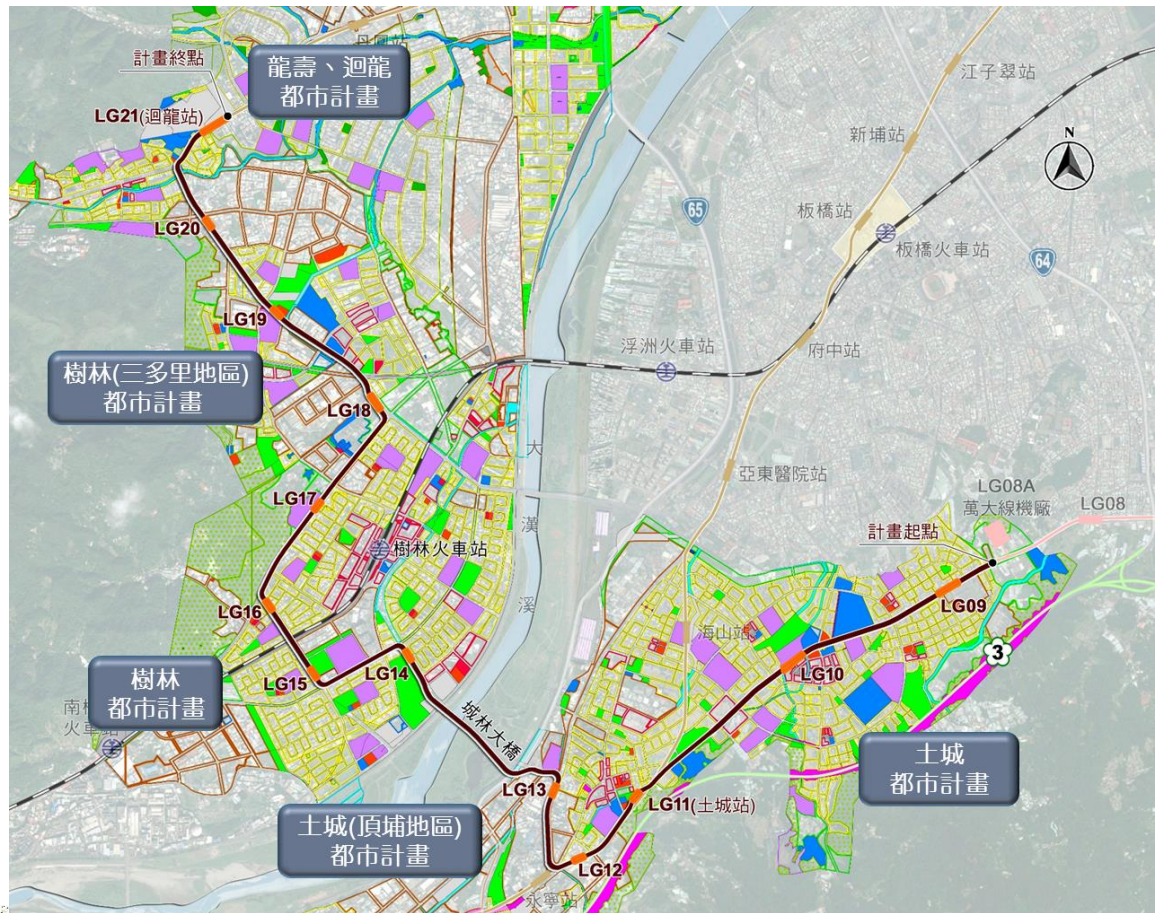 丹鳳站
計畫終點
龍壽、迴龍
都市計畫
LG21(迴龍站)
江子翠站
新埔站
N
65
板橋站
板橋火車站
64
LG20
LG19
浮洲火車站
府中站
樹林(三多里地區)
都市計畫
LG18
大
漢
溪
亞東醫院站
LG08A
萬大線機廠
LG08
LG17
計畫起點
樹林火車站
LG16
LG09
海山站
3
LG15
LG14
LG10
樹林
都市計畫
火車站
城林大橋
土城
都市計畫
LG13
LG11(土城站)
土城(頂埔地區)
都市計畫
LG12
永寧站